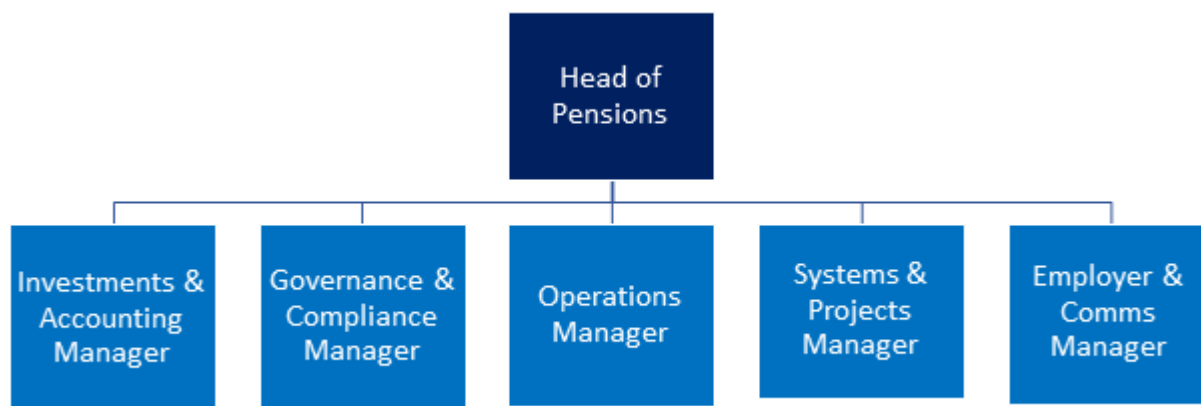 Head of
Pensions
Investments &
Accounting
Manager
Governance &
Compliance
Manager
Operations
Manager
Systems &
Projects
Manager
Employer &
Comms
Manager